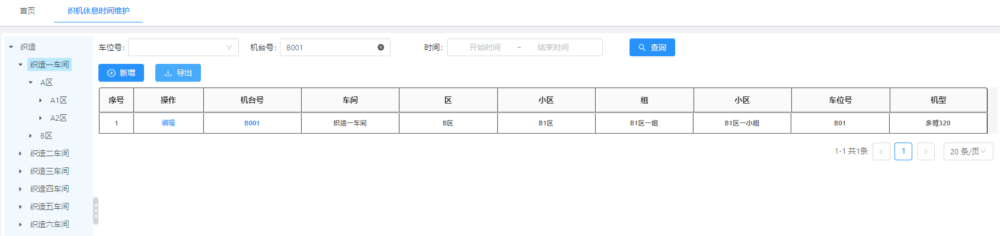 首页 织机休息时间维护
织造
织造一车间
A区
A1区
A2区
B区
织造二车间
织造三车间
织造四车间
织造五车间
织造六车间
车位号: 机台号: B001 时间: 开始时间 ~ 结束时间 查询
新增 导出
序号 操作 机台号 车间 区 小区 组 小区 车位号 机型
1 编辑 B001 织造一车间 B区 B1区 B1区一组 B1区一小组 B01 多臂320
1-1 共1条 < 1 > 20 条/页